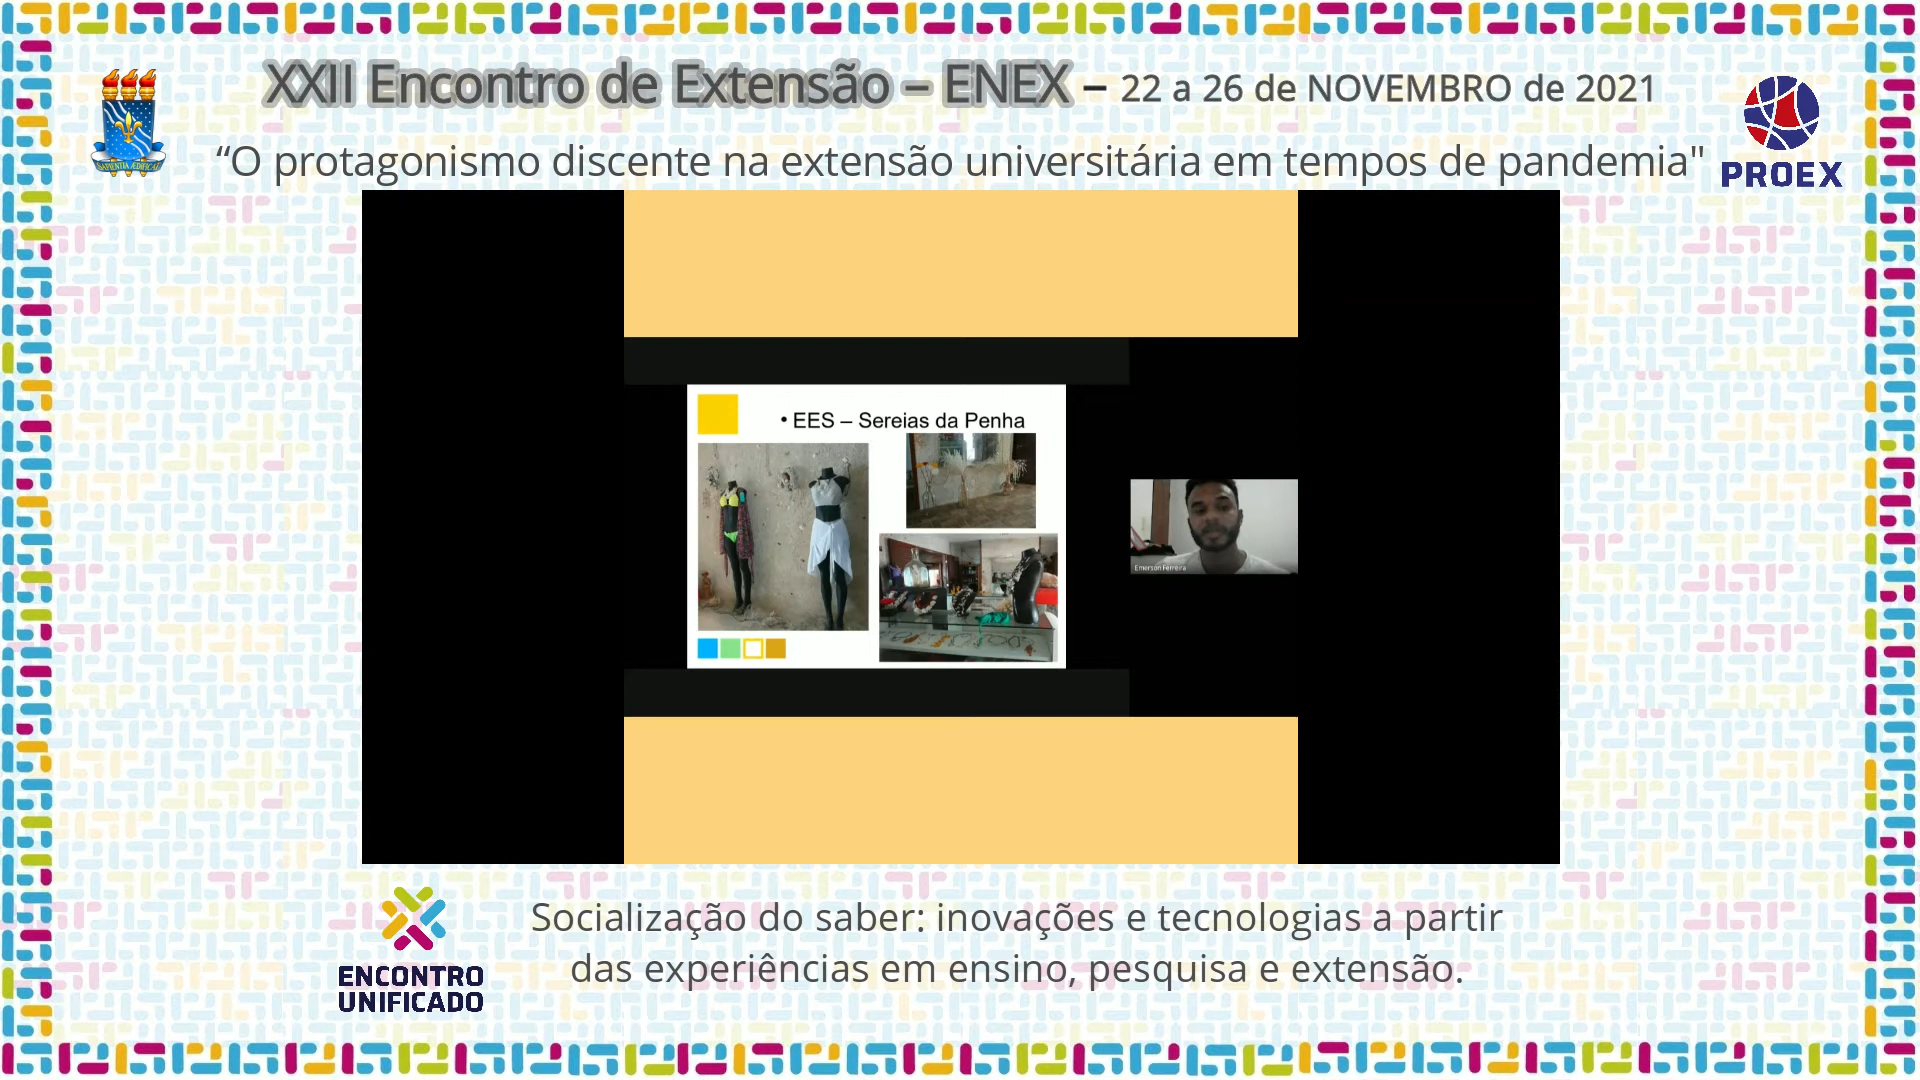 XXII Encontro de Extensão – ENEX – 22 a 26 de NOVEMBRO de 2021
“O protagonismo discente na extensão universitária em tempos de pandemia"
SAPIENTIA ÆDIFICAT
PROEX
• EES – Sereias da Penha
Emerson Ferreira
ENCONTRO
UNIFICADO
Socialização do saber: inovações e tecnologias a partir
das experiências em ensino, pesquisa e extensão.